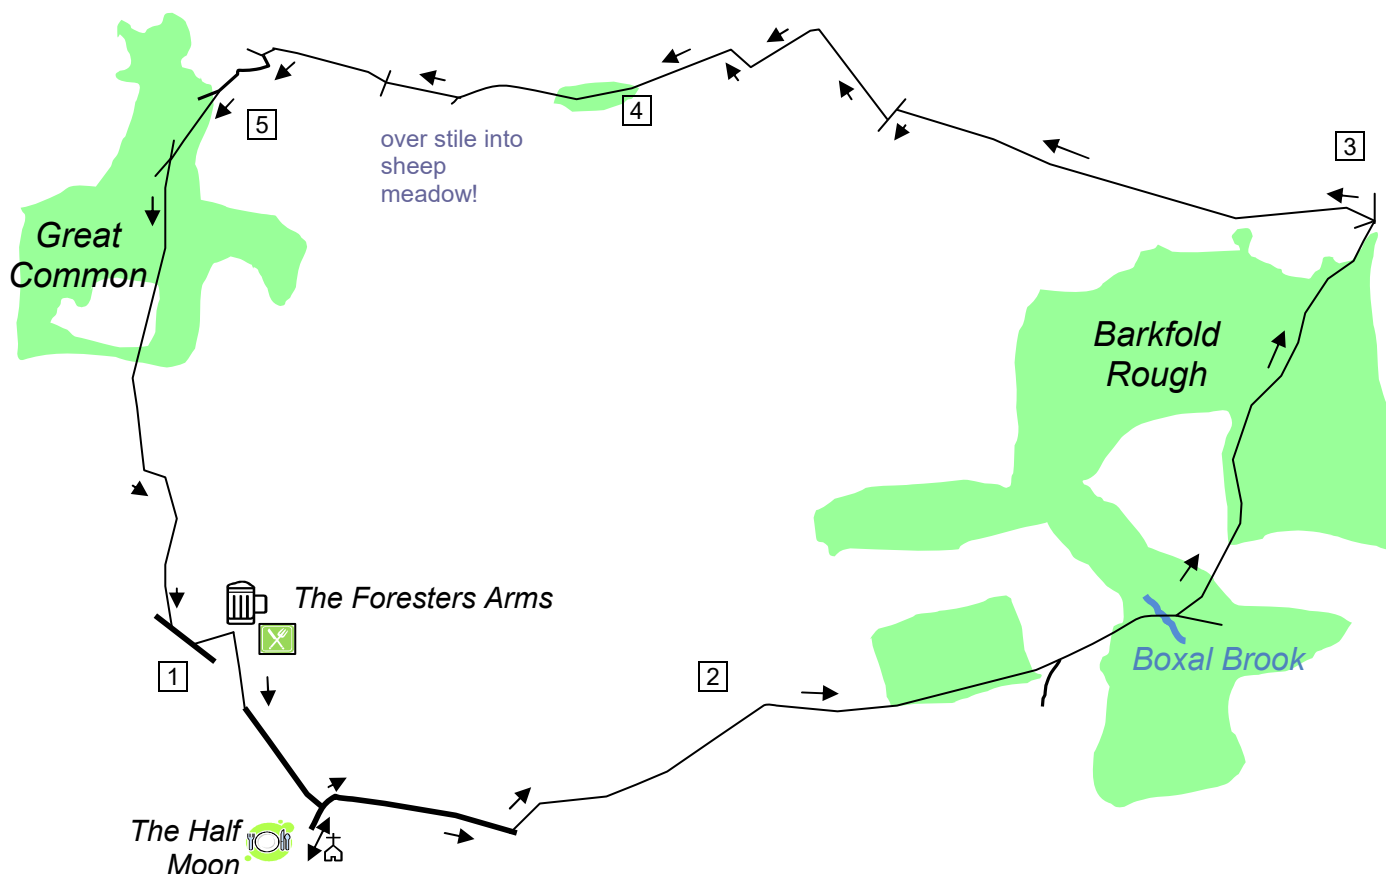 5
4
over stile into
sheep
meadow!
3
Great
Common
Barkfold
Rough
The Foresters Arms
1
2
Boxal Brook
The Half
Moon